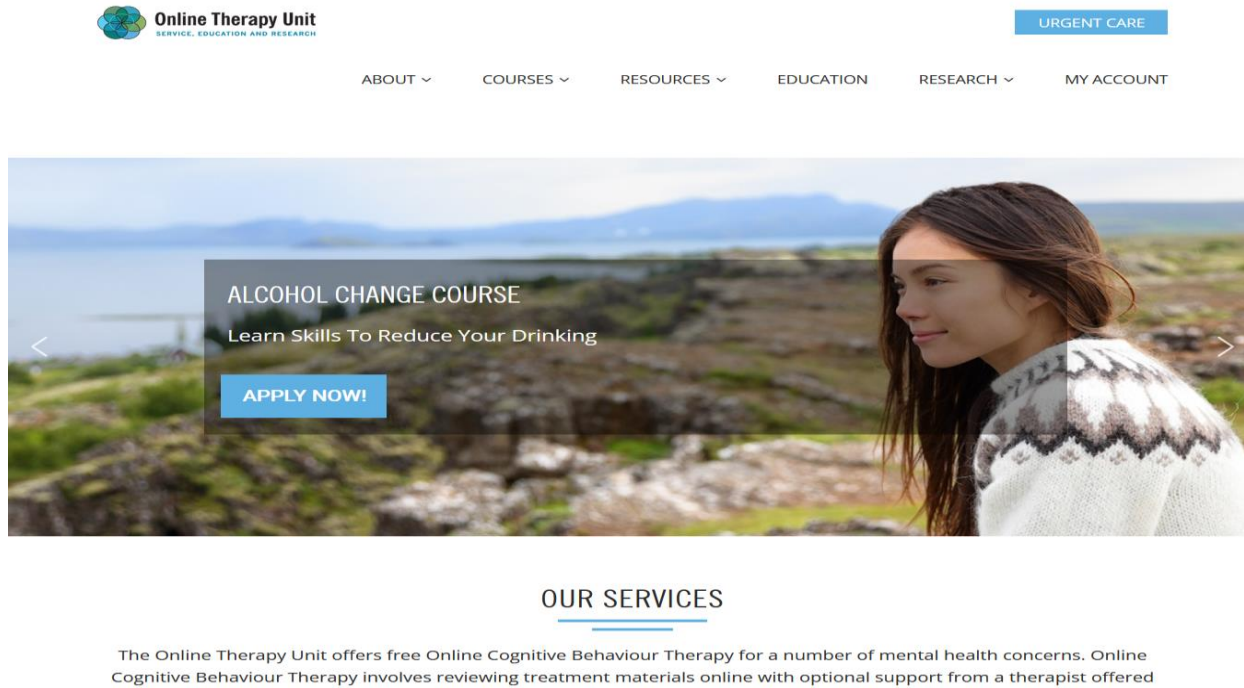 Online Therapy Unit
SERVICE, EDUCATION AND RESEARCH
URGENT CARE
ABOUT
COURSES
RESOURCES
EDUCATION
RESEARCH
MY ACCOUNT
ALCOHOL CHANGE COURSE
Learn Skills To Reduce Your Drinking
APPLY NOW!
OUR SERVICES
The Online Therapy Unit offers free Online Cognitive Behaviour Therapy for a number of mental health concerns. Online
Cognitive Behaviour Therapy involves reviewing treatment materials online with optional support from a therapist offered